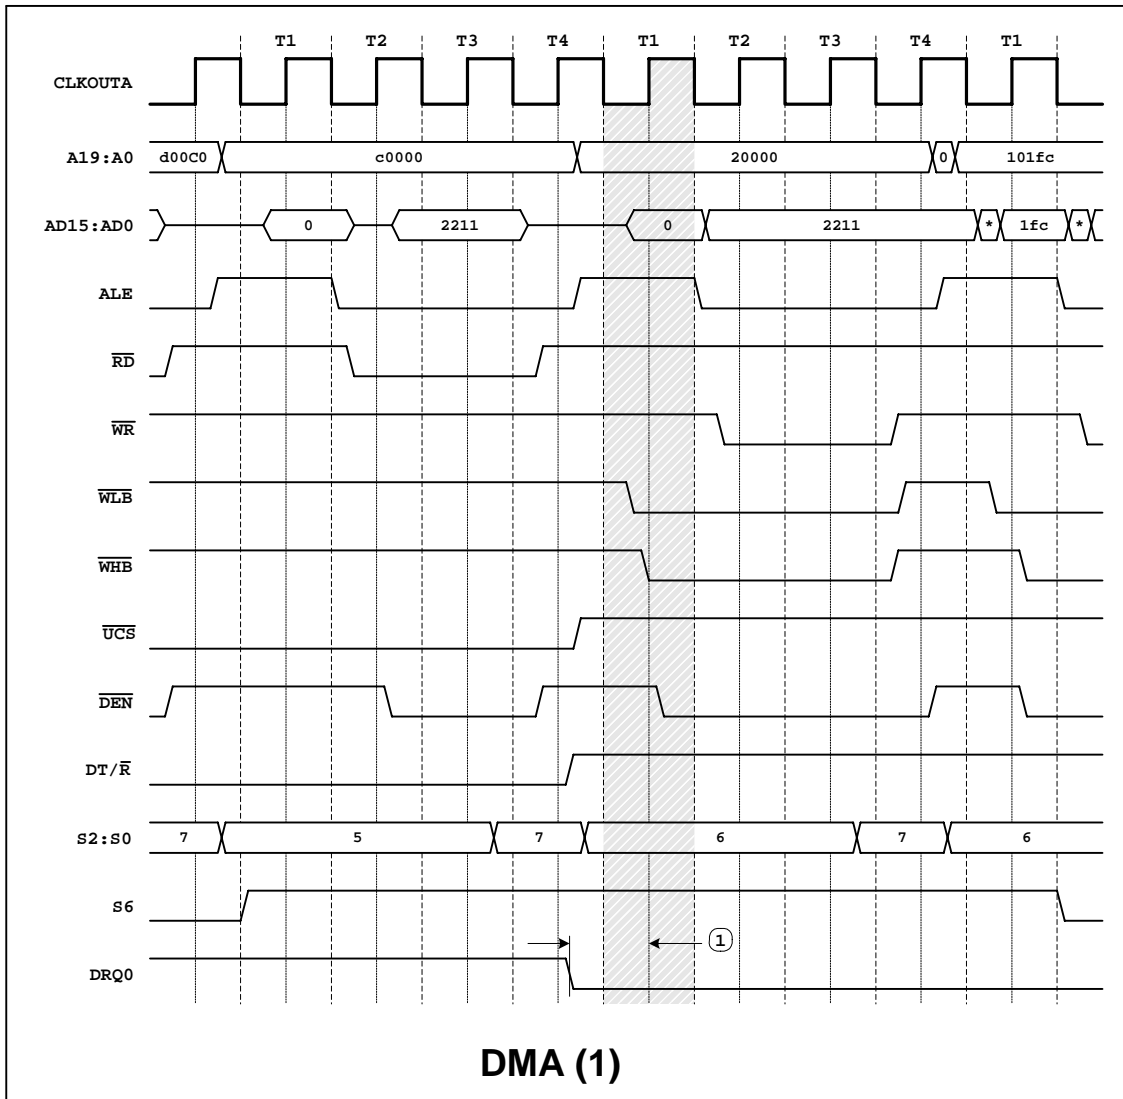 T1 T2 T3 T4 T1 T2 T3 T4 T1
CLKOUTA
A19:A0 d00C0 c0000 20000 0 101fc
AD15:AD0 0 2211 0 2211 * 1fc *
ALE
RD
WR
WLB
WHB
UCS
DEN
DT/R
S2:S0 7 5 7 6 7 6
S6
1
DRQ0
DMA (1)